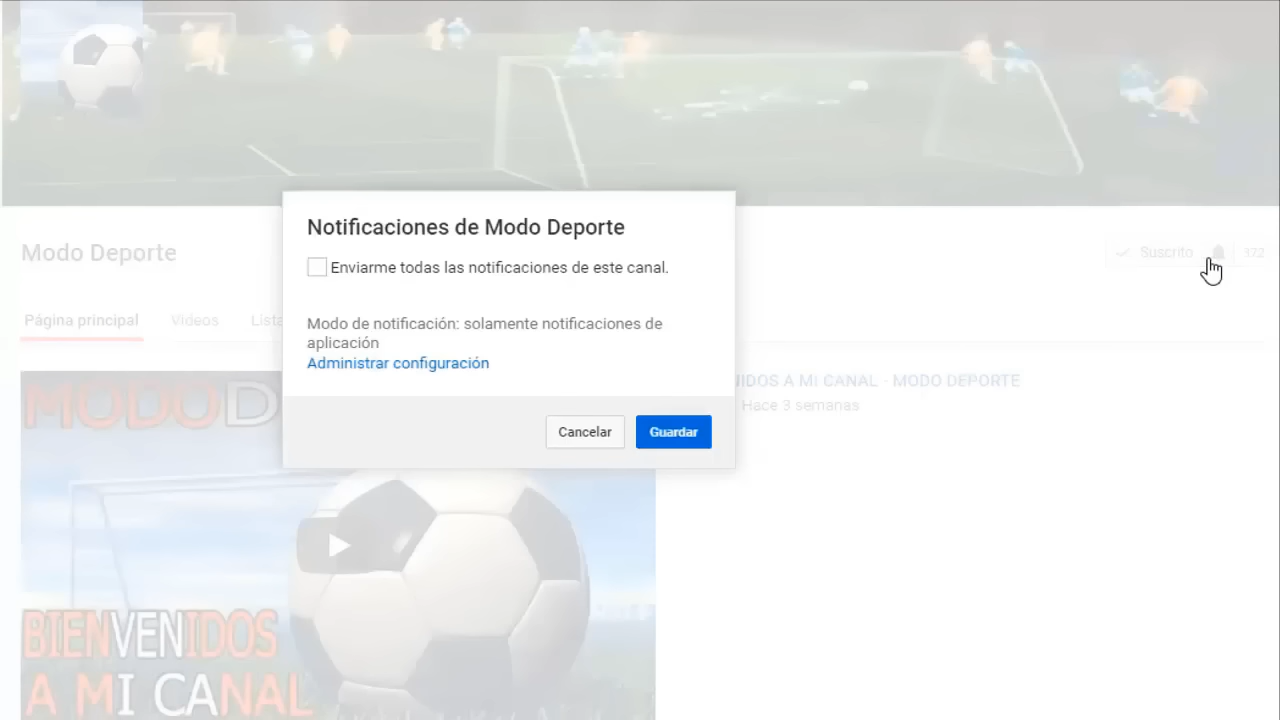 Notificaciones de Modo Deporte
Enviarme todas las notificaciones de este canal.
Modo de notificación: solamente notificaciones de
aplicación
Administrar configuración
Cancelar
Guardar
Modo Deporte
Suscrito
372
Página principal
Videos
MODO D
IDOS A MI CANAL - MODO DEPORTE
Hace 3 semanas
BIENVENIDOS
A MI CANAL